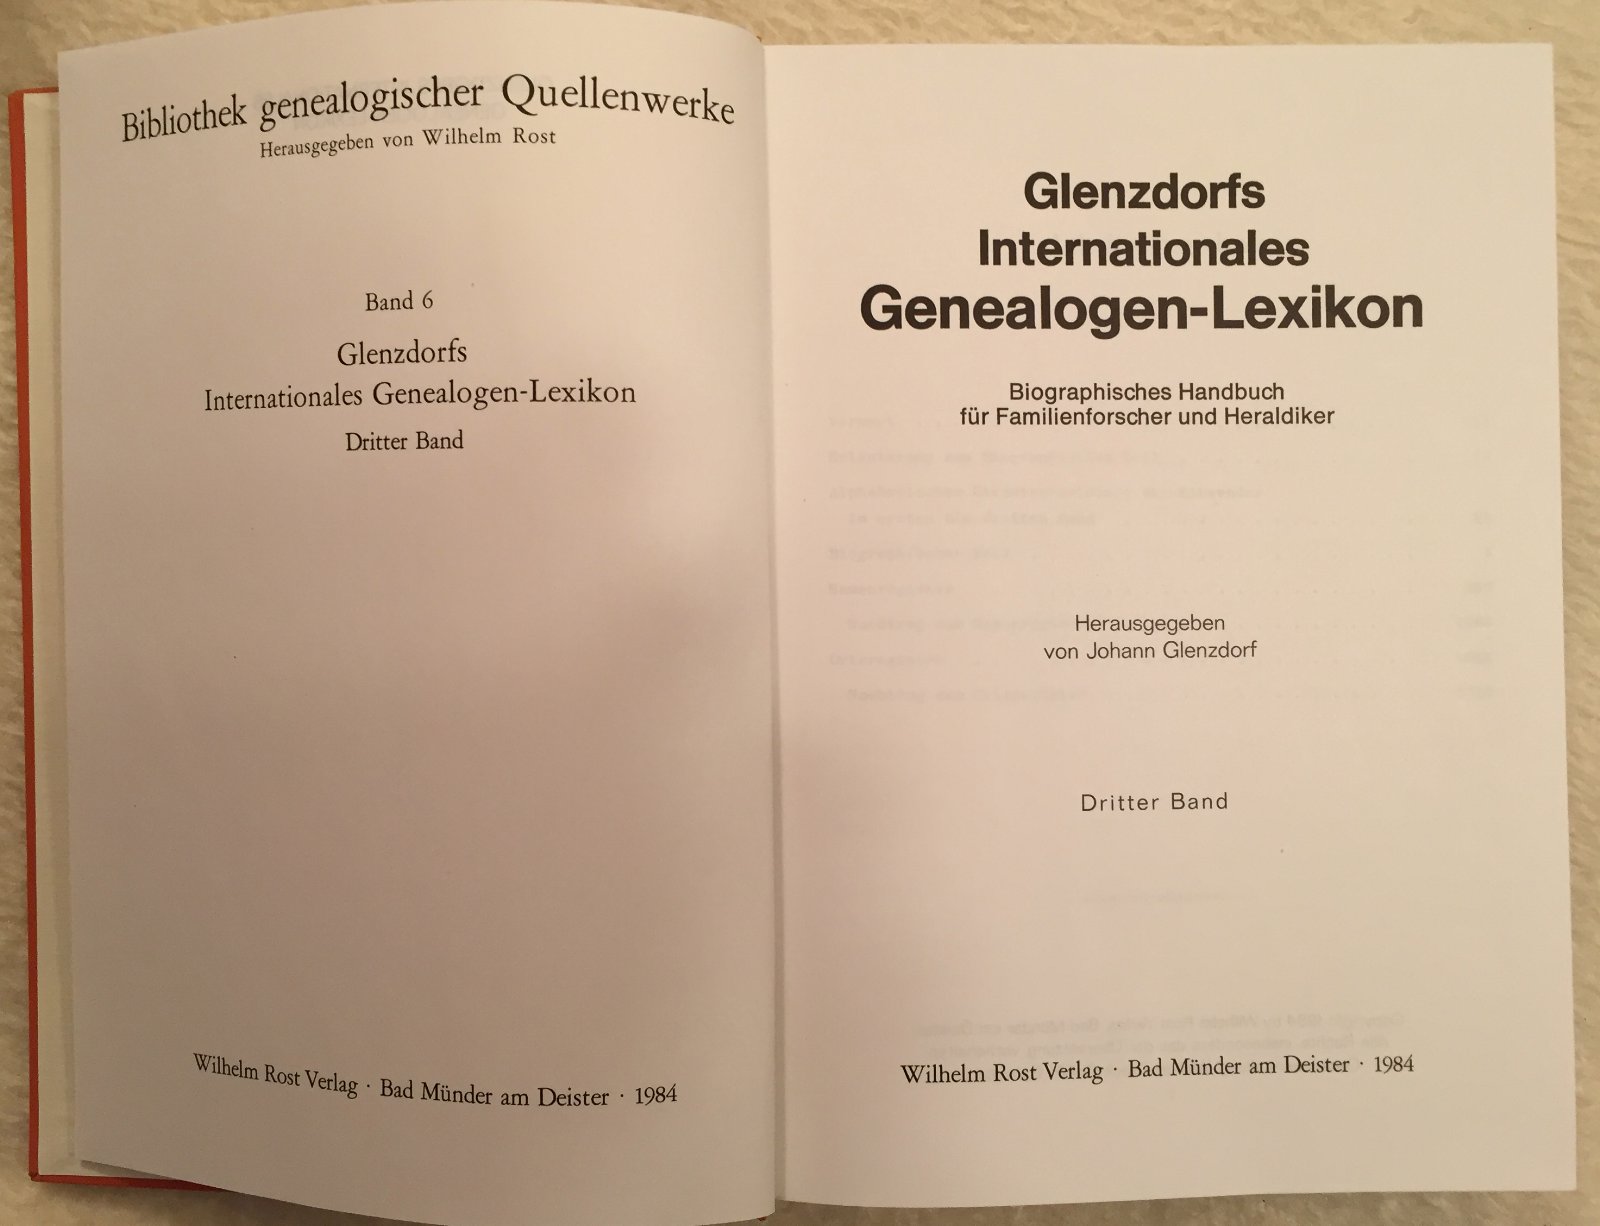 Bibliothek genealogischer Quellenwerke
Herausgegeben von Wilhelm Rost
Band 6
Glenzdorfs
Internationales Genealogen-Lexikon
Dritter Band
Wilhelm Rost Verlag · Bad Münder am Deister · 1984
Glenzdorfs
Internationales
Genealogen-Lexikon
Biographisches Handbuch
für Familienforscher und Heraldiker
Herausgegeben
von Johann Glenzdorf
Dritter Band
Wilhelm Rost Verlag · Bad Münder am Deister · 1984